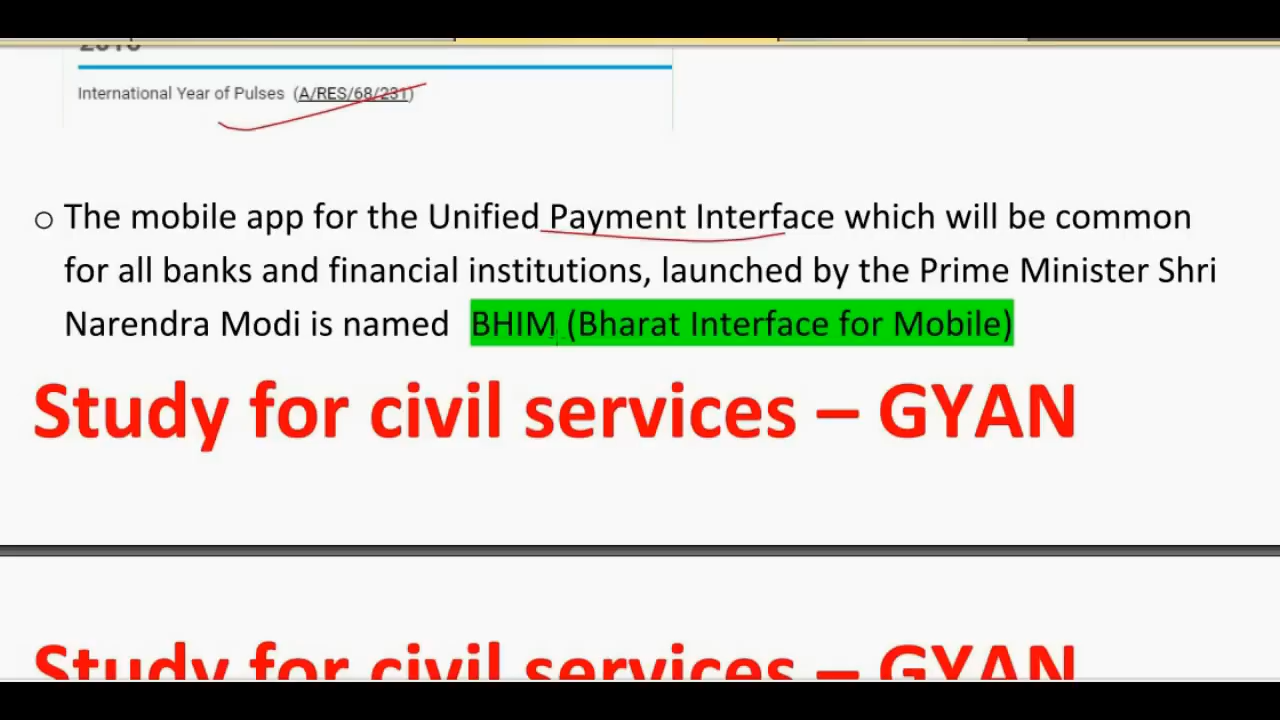 2016
International Year of Pulses (A/RES/68/231)
o The mobile app for the Unified Payment Interface which will be common
for all banks and financial institutions, launched by the Prime Minister Shri
Narendra Modi is named BHIM (Bharat Interface for Mobile)
Study for civil services – GYAN
Study for civil services – GYAN